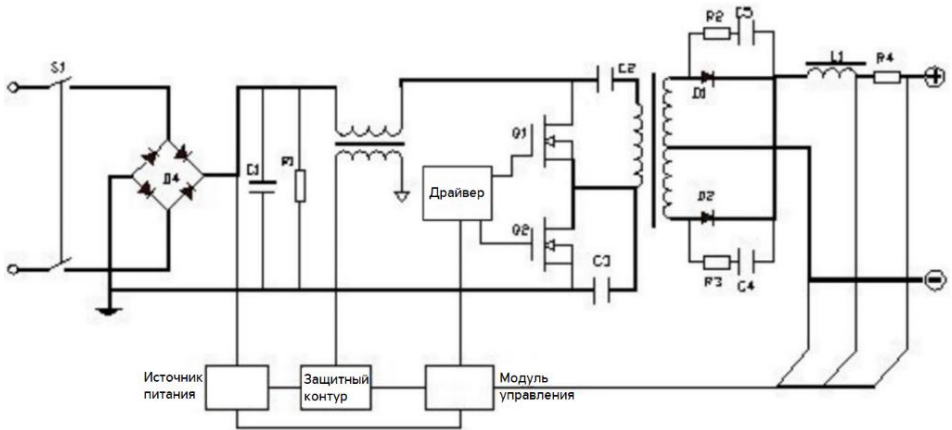 S1
D4
C1
R1
Драйвер
Q1
Q2
C2
C3
R2
C5
D1
D2
R3
C4
L1
R4
Источник
питания
Защитный
контур
Модуль
управления